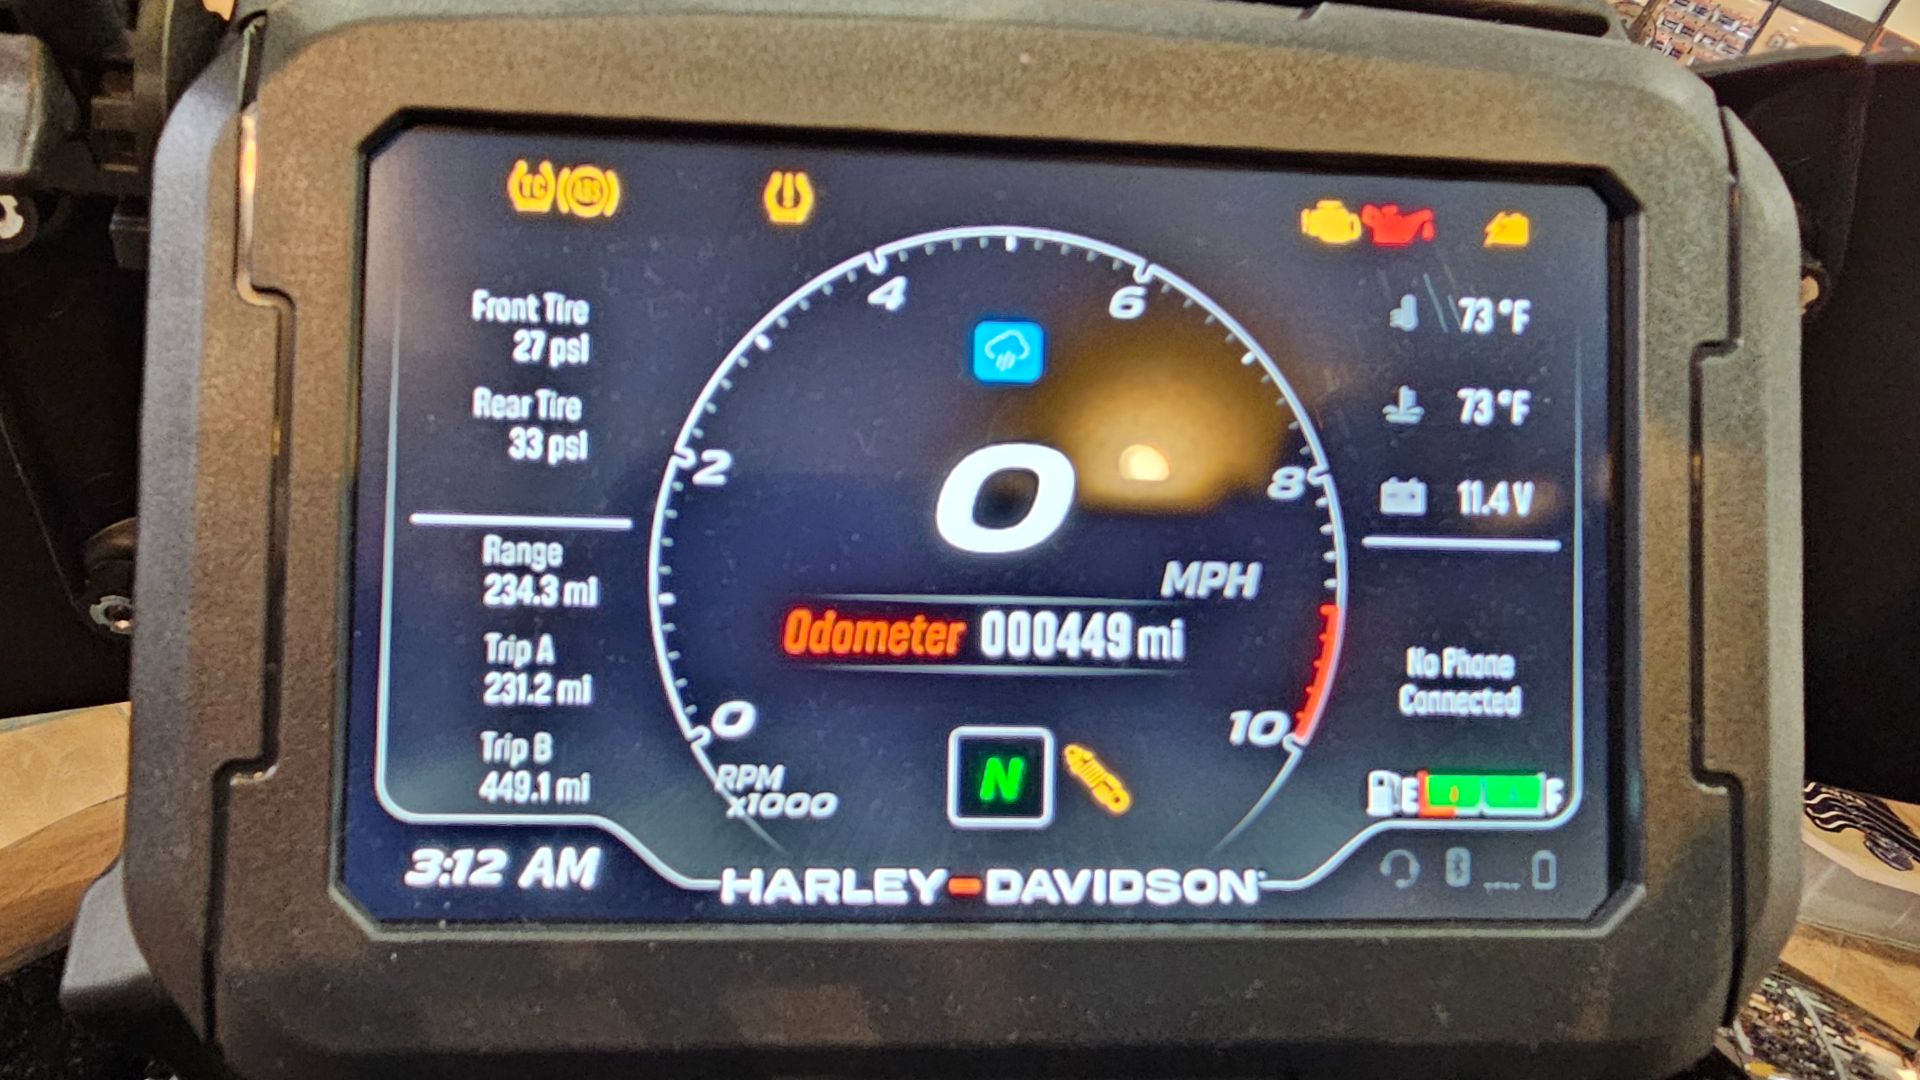 TC ABS
Front Tire
27 psi
Rear Tire
33 psi
Range
234.3 mi
Trip A
231.2 mi
Trip B
449.1 mi
3:12 AM
0
2
4
6
8
10
RPM
x1000
0
MPH
Odometer 000449 mi
N
HARLEY-DAVIDSON
73°F
73°F
11.4 V
No Phone
Connected
E F